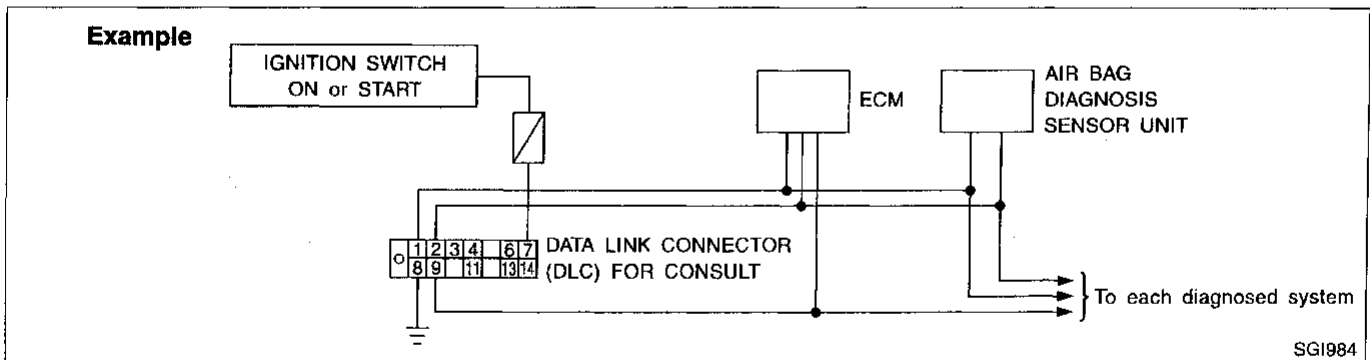 Example
IGNITION SWITCH
ON or START
ECM
AIR BAG
DIAGNOSIS
SENSOR UNIT
1 2 3 4 6 7
8 9 11 13 14
DATA LINK CONNECTOR
(DLC) FOR CONSULT
To each diagnosed system
SGI984